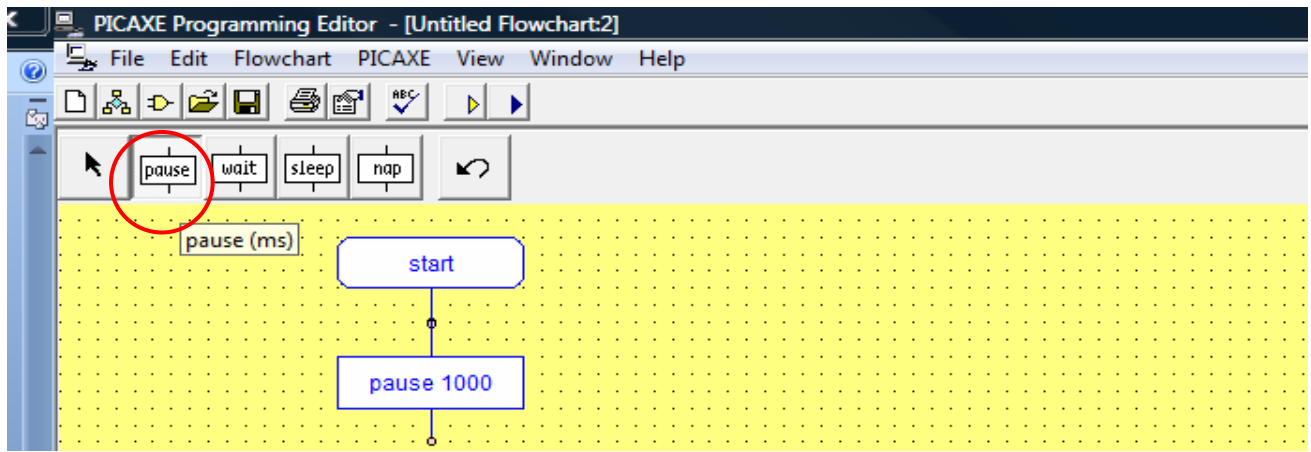 PICAXE Programming Editor - [Untitled Flowchart:2]
File Edit Flowchart PICAXE View Window Help
ABC
pause wait sleep nap
pause (ms)
start
pause 1000